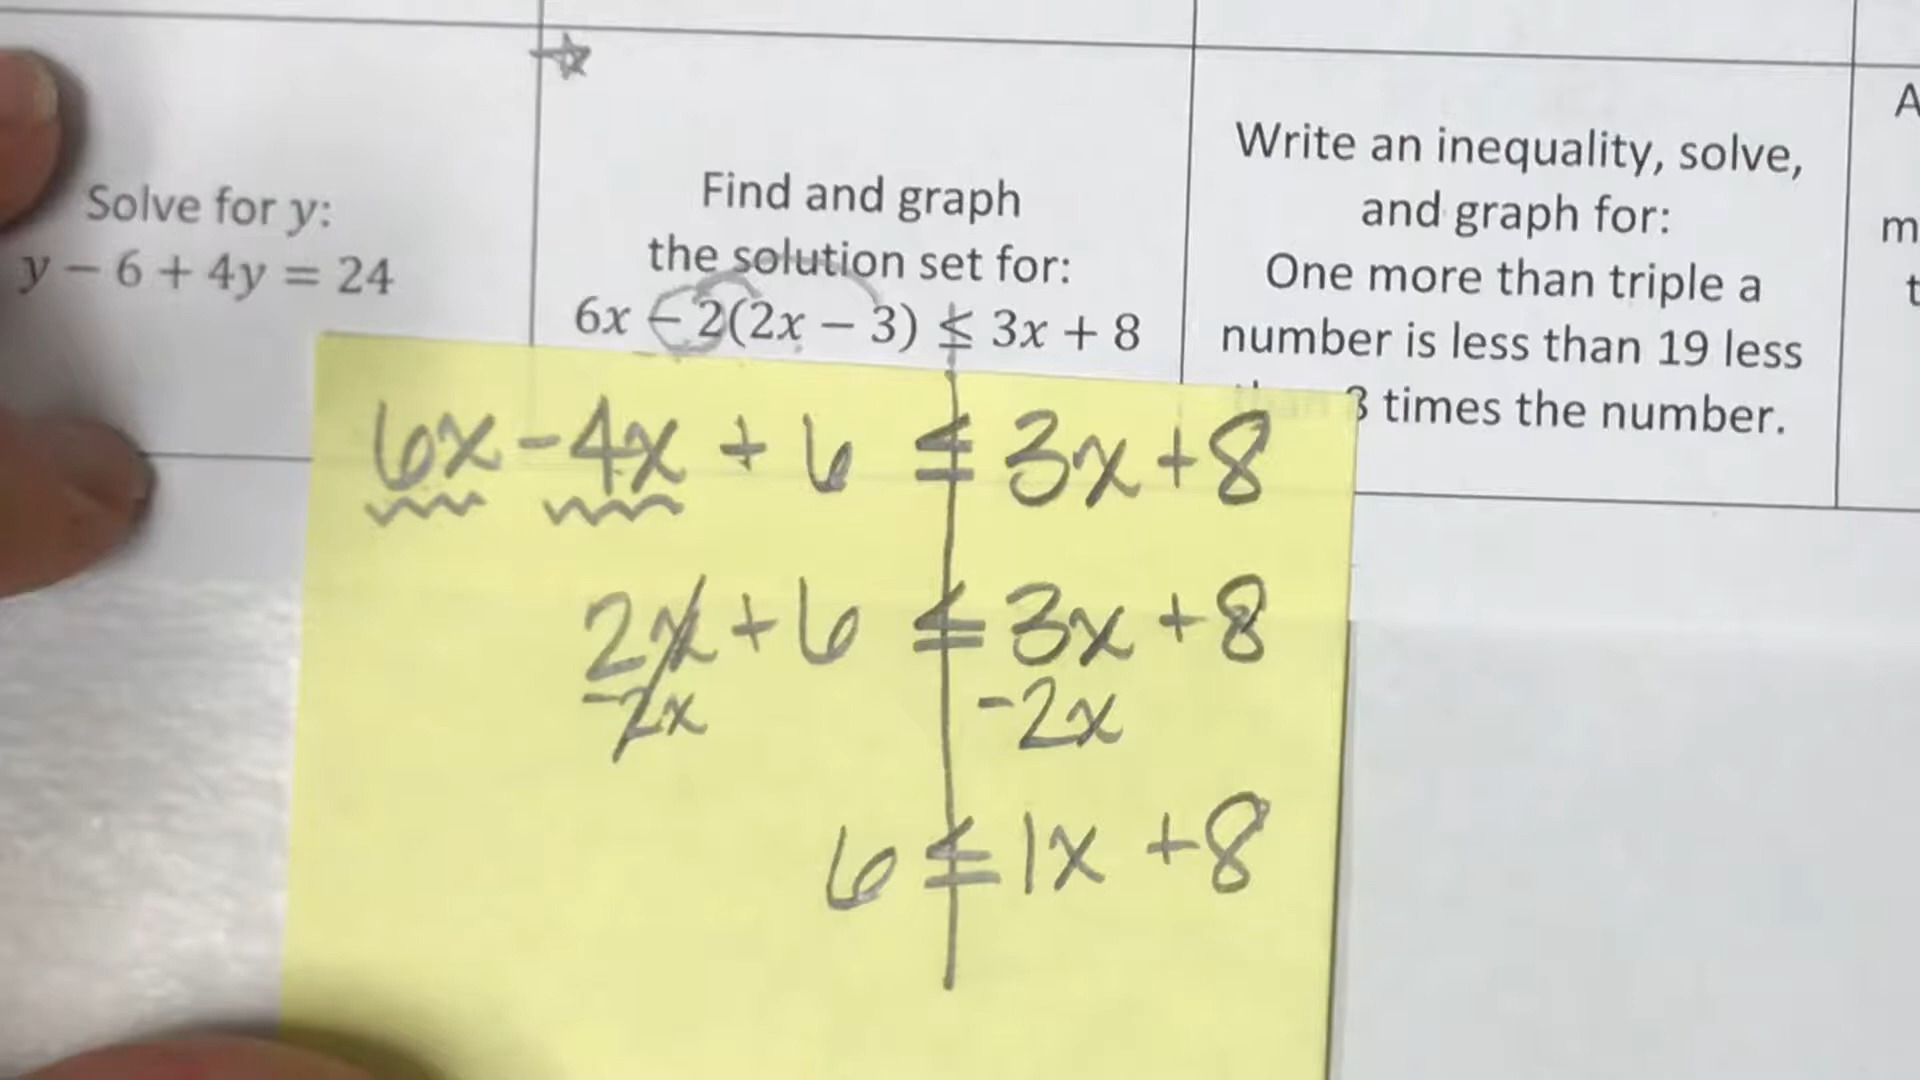 Solve for y:
y − 6 + 4y = 24
Find and graph
the solution set for:
6x − 2(2x − 3) ≤ 3x + 8
Write an inequality, solve,
and graph for:
One more than triple a
number is less than 19 less
than 8 times the number.
A
m
t
6x - 4x + 6 ≤ 3x + 8
2x + 6 ≤ 3x + 8
-2x -2x
6 ≤ 1x + 8